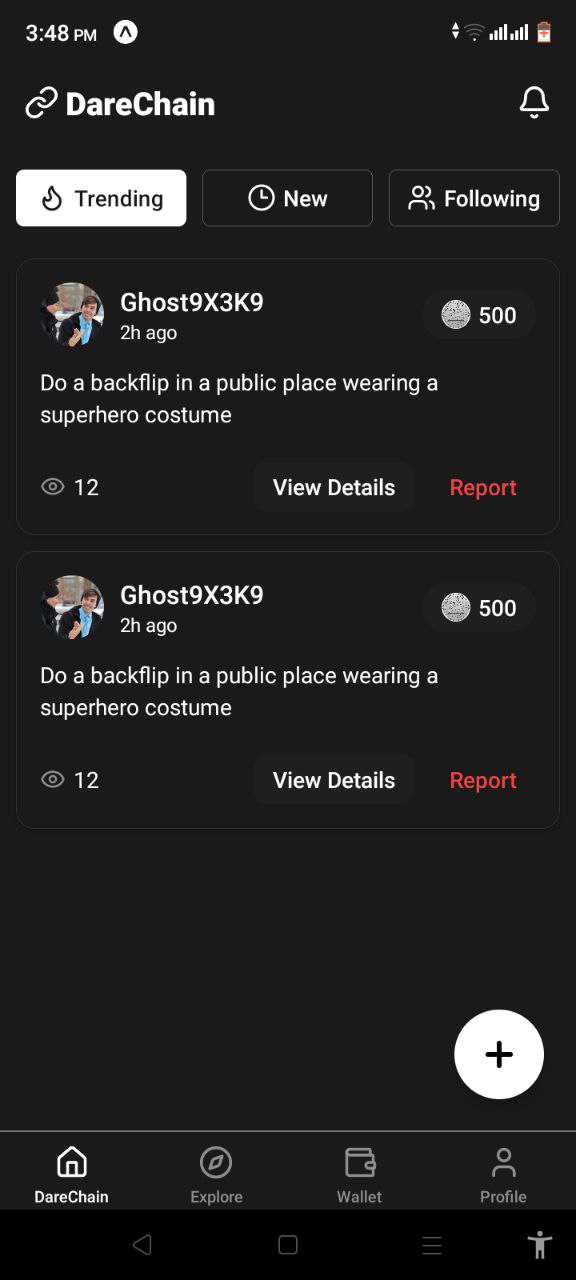 3:48 PM
DareChain
Trending
New
Following
Ghost9X3K9
500
2h ago
Do a backflip in a public place wearing a
superhero costume
12
View Details
Report
Ghost9X3K9
500
2h ago
Do a backflip in a public place wearing a
superhero costume
12
View Details
Report
DareChain
Explore
Wallet
Profile